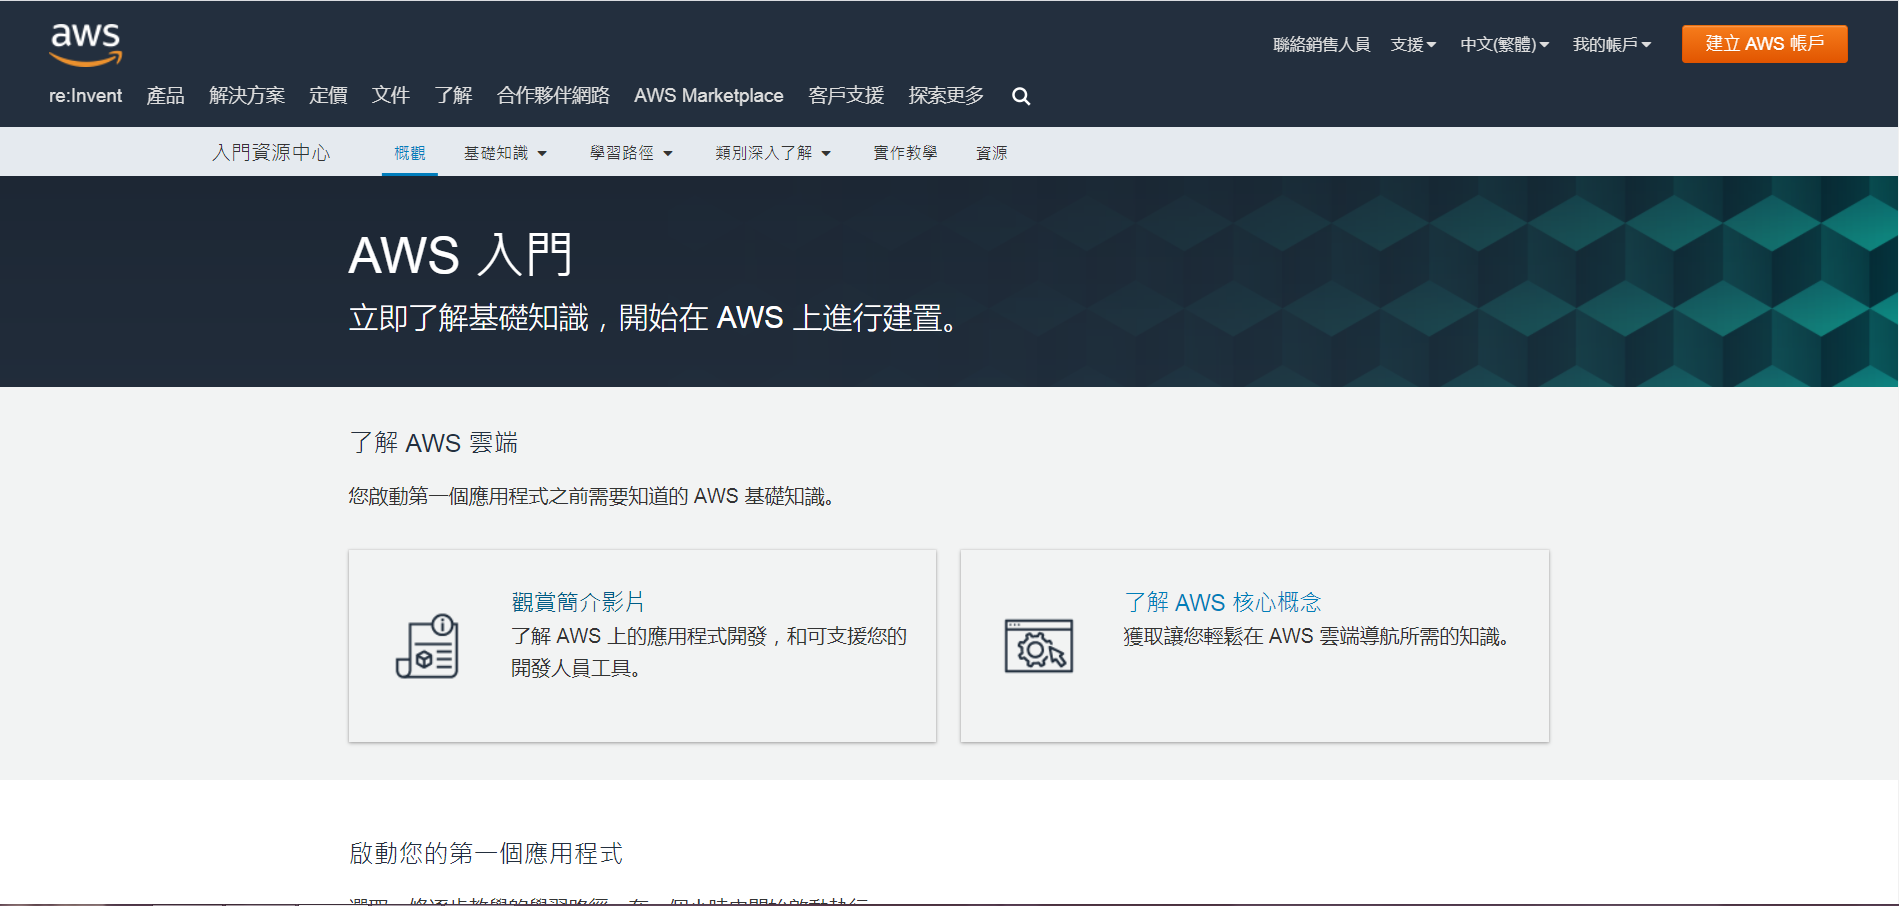 aws
聯絡銷售人員 支援 中文(繁體) 我的帳戶 建立 AWS 帳戶
re:Invent 產品 解決方案 定價 文件 了解 合作夥伴網路 AWS Marketplace 客戶支援 探索更多
入門資源中心 概觀 基礎知識 學習路徑 類別深入了解 實作教學 資源
AWS 入門
立即了解基礎知識，開始在 AWS 上進行建置。
了解 AWS 雲端
您啟動第一個應用程式之前需要知道的 AWS 基礎知識。
觀賞簡介影片
了解 AWS 上的應用程式開發，和可支援您的
開發人員工具。
了解 AWS 核心概念
獲取讓您輕鬆在 AWS 雲端導航所需的知識。
啟動您的第一個應用程式